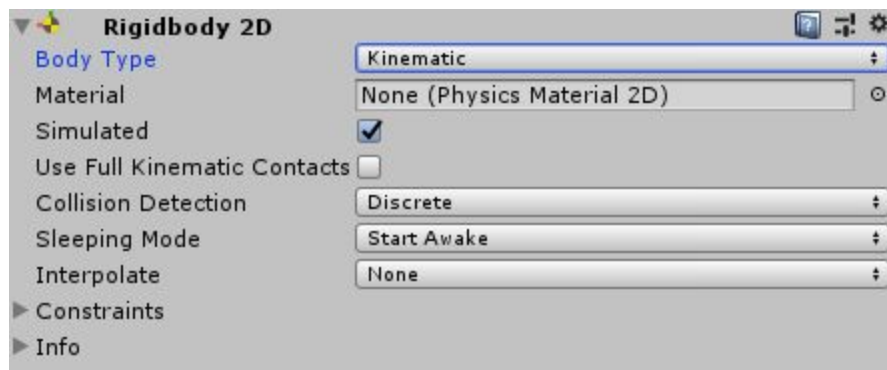 Rigidbody 2D
Body Type Kinematic
Material None (Physics Material 2D)
Simulated
Use Full Kinematic Contacts
Collision Detection Discrete
Sleeping Mode Start Awake
Interpolate None
Constraints
Info